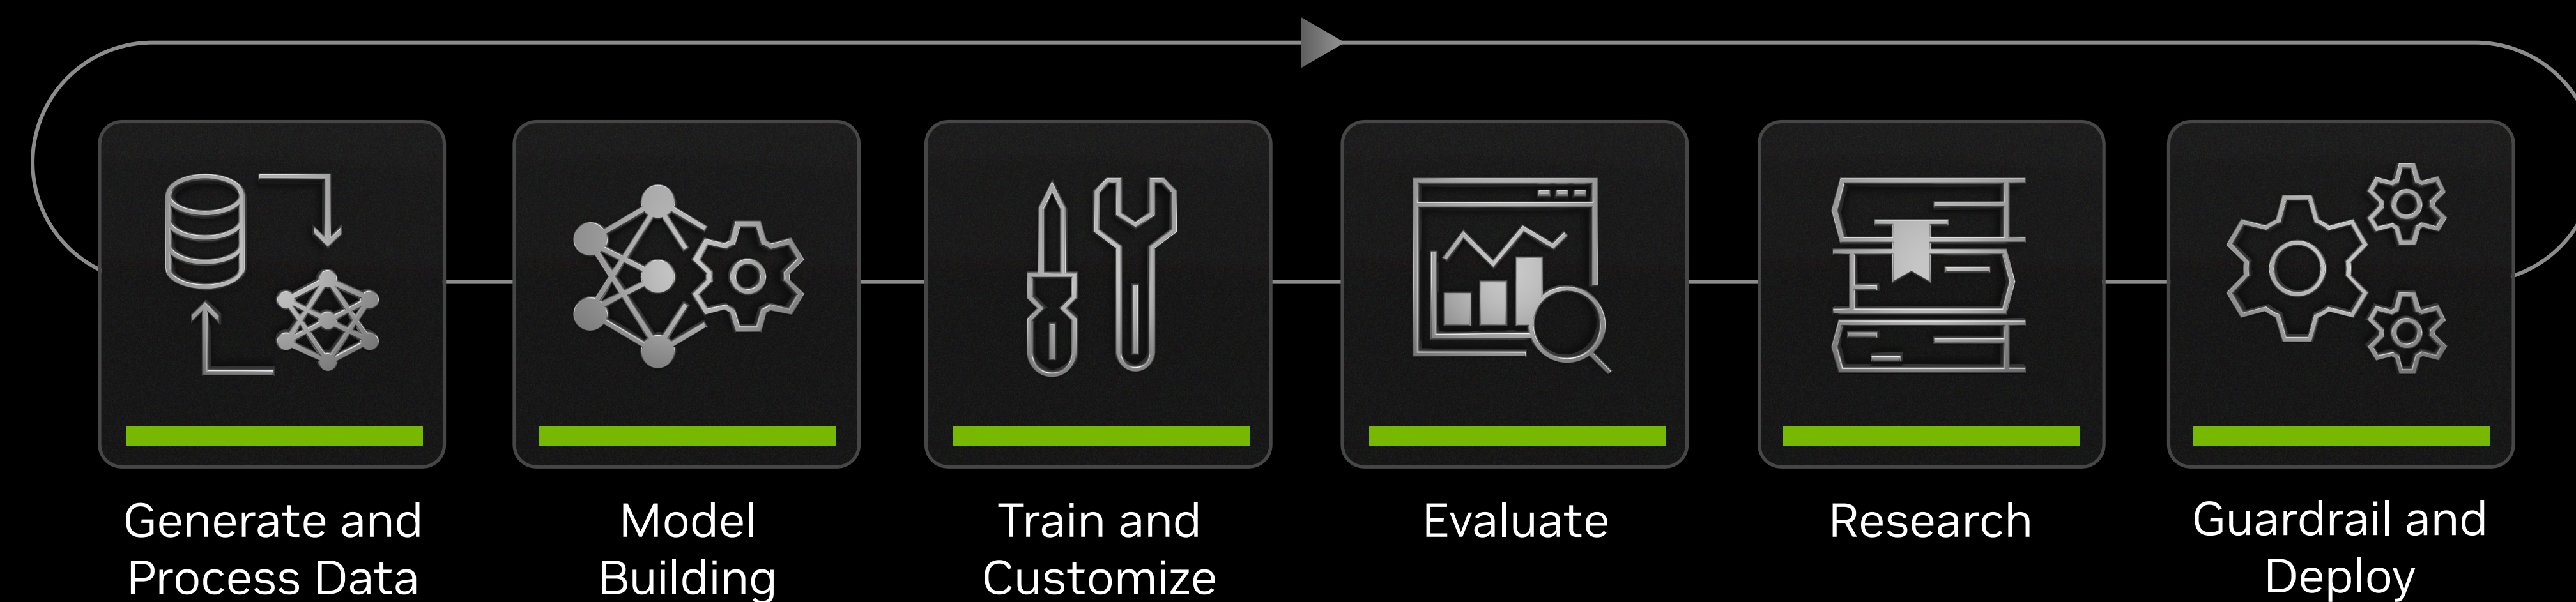 Generate and
Process Data
Model
Building
Train and
Customize
Evaluate
Research
Guardrail and
Deploy